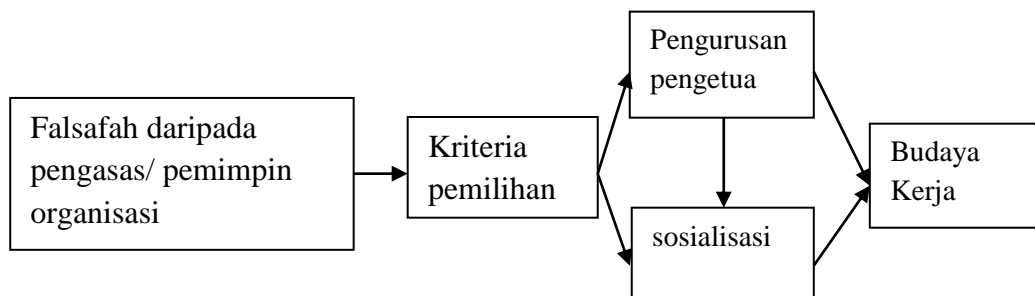 Falsafah daripada
pengasas/ pemimpin
organisasi
Kriteria
pemilihan
Pengurusan
pengetua
sosialisasi
Budaya
Kerja